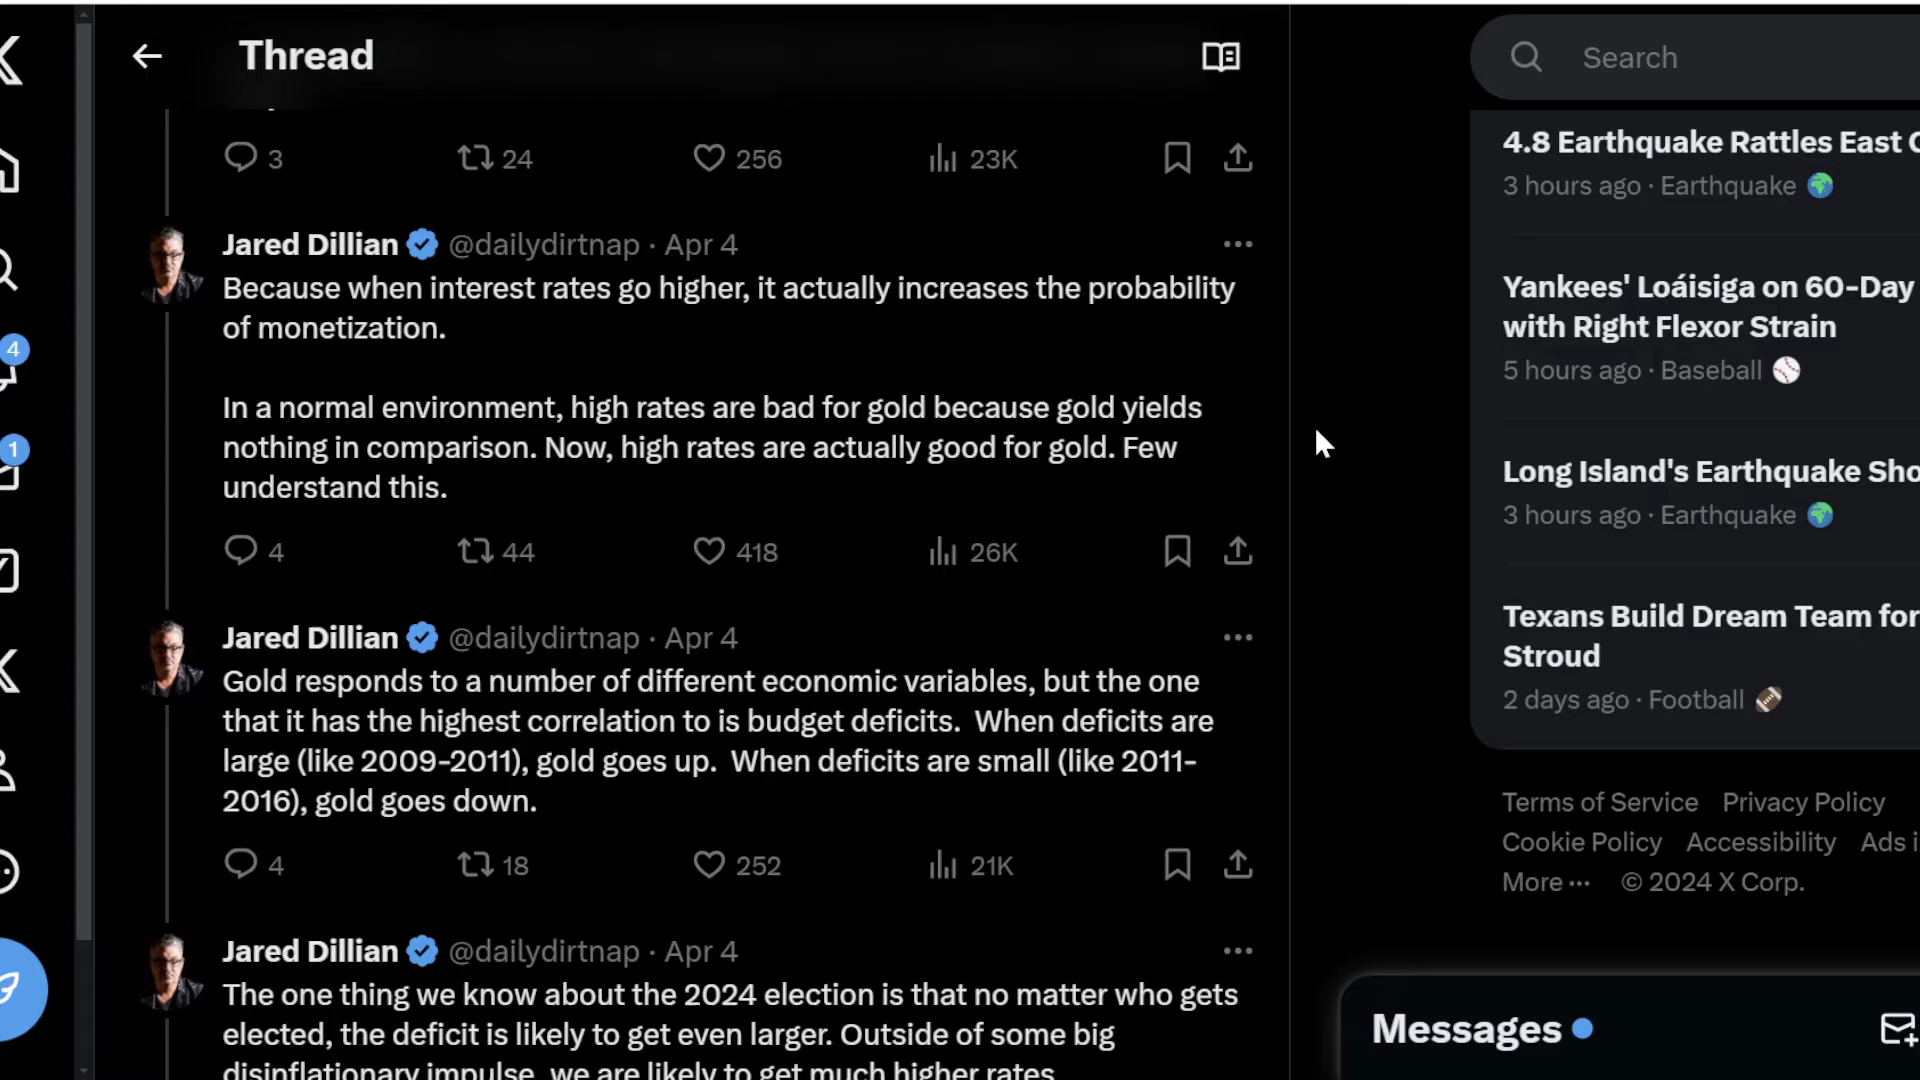 Thread
Search
3 24 256 23K
Jared Dillian @dailydirtnap · Apr 4
Because when interest rates go higher, it actually increases the probability
of monetization.
In a normal environment, high rates are bad for gold because gold yields
nothing in comparison. Now, high rates are actually good for gold. Few
understand this.
4 44 418 26K
Jared Dillian @dailydirtnap · Apr 4
Gold responds to a number of different economic variables, but the one
that it has the highest correlation to is budget deficits. When deficits are
large (like 2009-2011), gold goes up. When deficits are small (like 2011-
2016), gold goes down.
4 18 252 21K
Jared Dillian @dailydirtnap · Apr 4
The one thing we know about the 2024 election is that no matter who gets
elected, the deficit is likely to get even larger. Outside of some big
disinflationary impulse, we are likely to get much higher rates
4
1
4.8 Earthquake Rattles East
3 hours ago · Earthquake
Yankees' Loáisiga on 60-Day
with Right Flexor Strain
5 hours ago · Baseball
Long Island's Earthquake Sho
3 hours ago · Earthquake
Texans Build Dream Team for
Stroud
2 days ago · Football
Terms of Service Privacy Policy
Cookie Policy Accessibility Ads i
More ··· © 2024 X Corp.
Messages